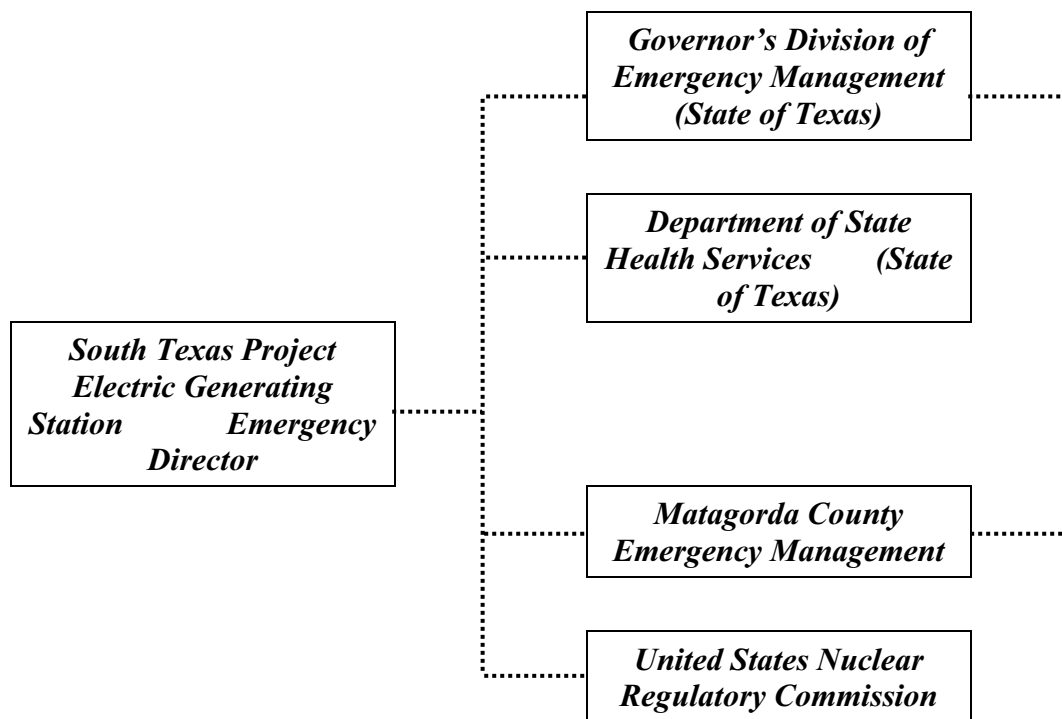 Governor’s Division of
Emergency Management
(State of Texas)
Department of State
Health Services (State
of Texas)
South Texas Project
Electric Generating
Station Emergency
Director
Matagorda County
Emergency Management
United States Nuclear
Regulatory Commission